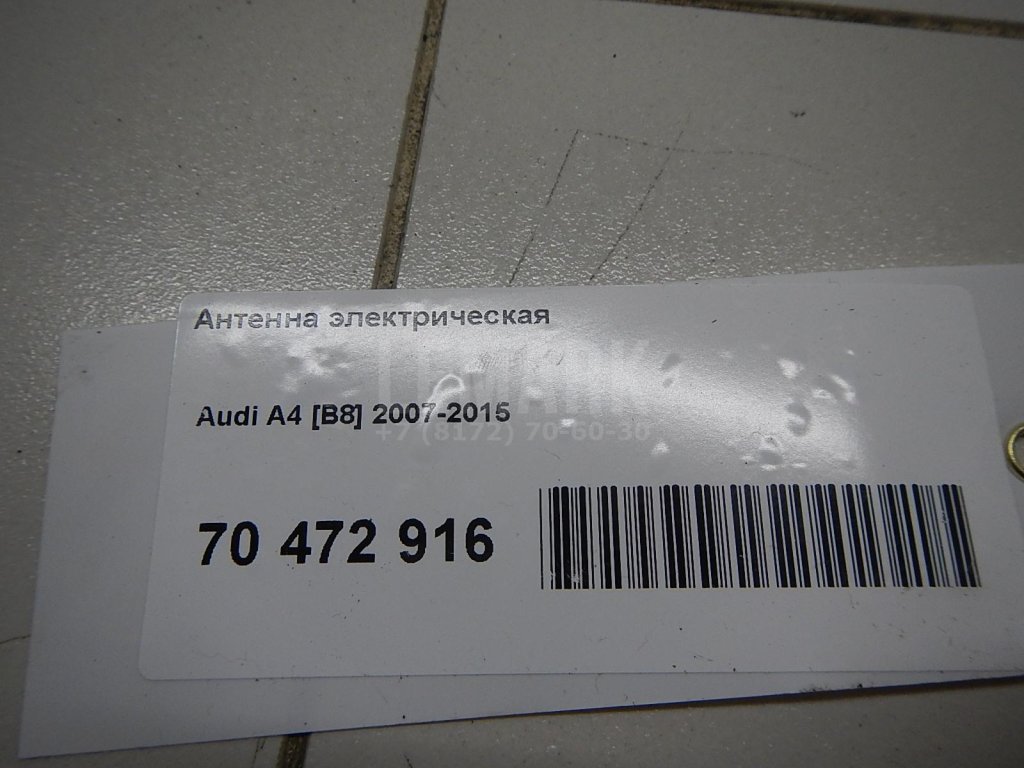 Антенна электрическая
Audi A4 [B8] 2007-2015
+7 (8172) 70-60-30
70 472 916